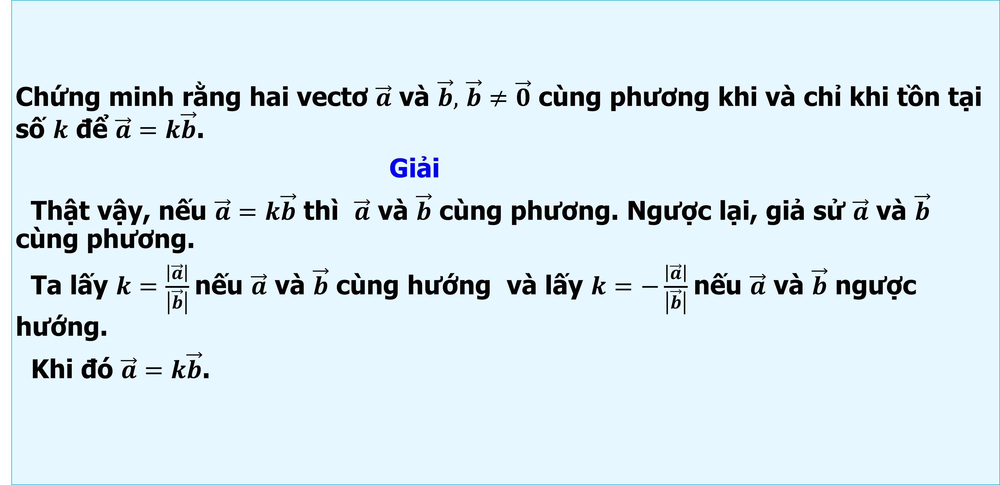 Chứng minh rằng hai vectơ $\vec{a}$ và $\vec{b}$, $\vec{b} \neq \vec{0}$ cùng phương khi và chỉ khi tồn tại
số $k$ để $\vec{a} = k\vec{b}$.
Giải
Thật vậy, nếu $\vec{a} = k\vec{b}$ thì $\vec{a}$ và $\vec{b}$ cùng phương. Ngược lại, giả sử $\vec{a}$ và $\vec{b}$
cùng phương.
Ta lấy $k = \frac{|\vec{a}|}{|\vec{b}|}$ nếu $\vec{a}$ và $\vec{b}$ cùng hướng và lấy $k = -\frac{|\vec{a}|}{|\vec{b}|}$ nếu $\vec{a}$ và $\vec{b}$ ngược
hướng.
Khi đó $\vec{a} = k\vec{b}$.